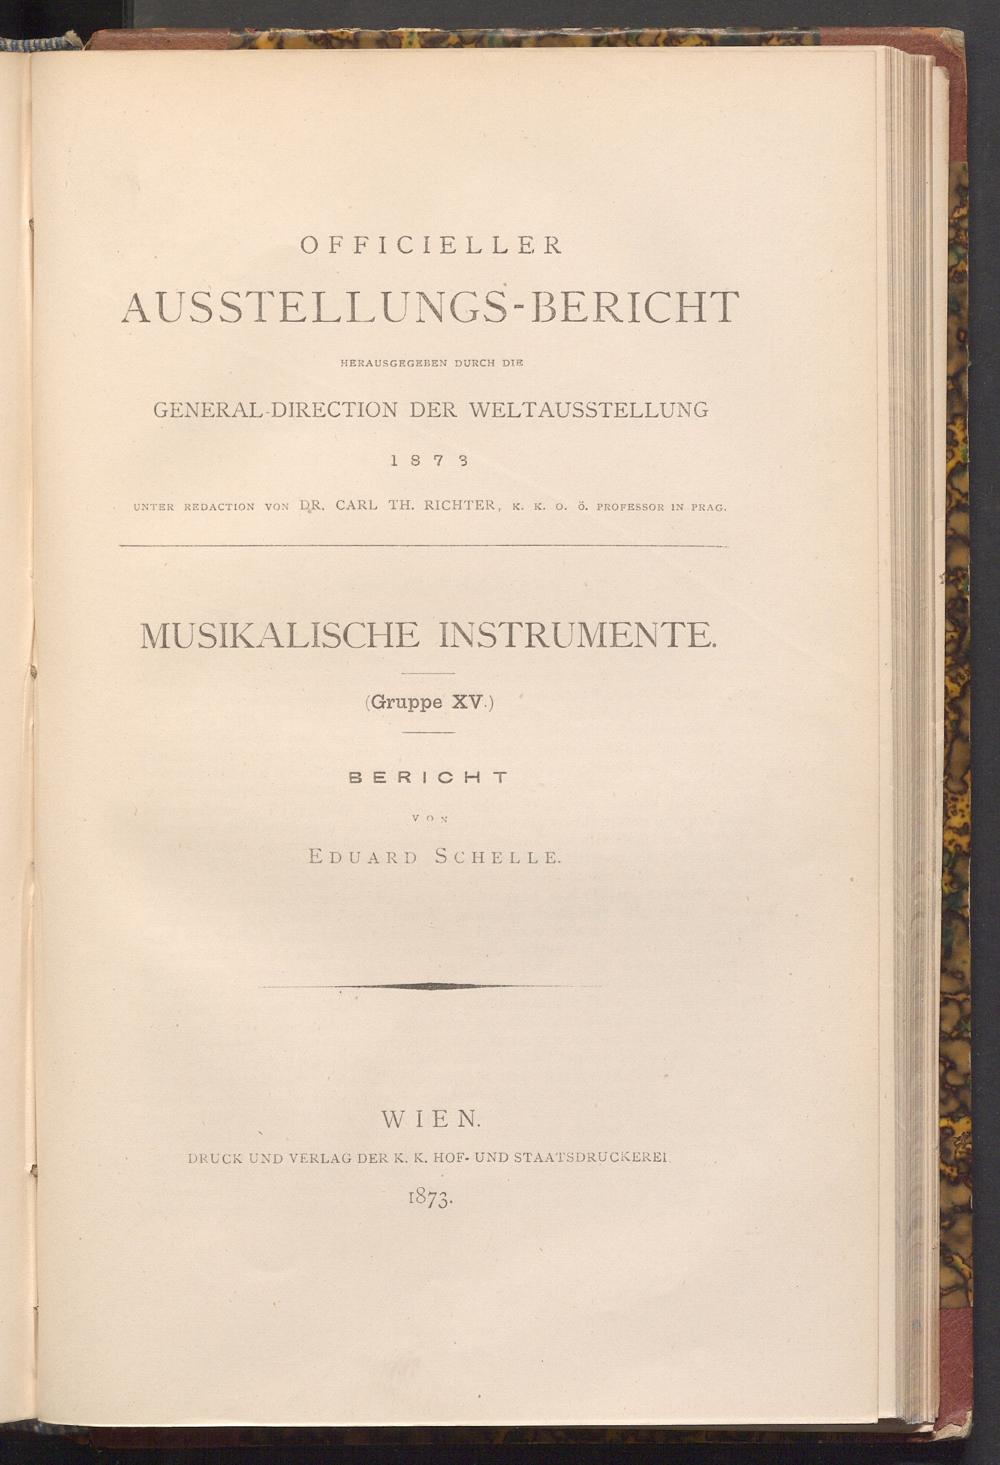 OFFICIELLER
AUSSTELLUNGS-BERICHT
HERAUSGEGEBEN DURCH DIE
GENERAL-DIRECTION DER WELTAUSSTELLUNG
1873
UNTER REDACTION VON DR. CARL TH. RICHTER, K. K. O. Ö. PROFESSOR IN PRAG.
MUSIKALISCHE INSTRUMENTE.
(Gruppe XV.)
BERICHT
VON
EDUARD SCHELLE.
WIEN.
DRUCK UND VERLAG DER K. K. HOF- UND STAATSDRUCKEREI.
1873.